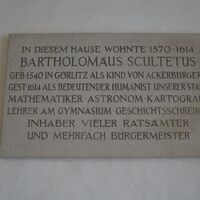 IN DIESEM HAUSE WOHNTE 1570-1614
BARTHOLOMÄUS SCULTETUS
GEB·1540 IN GÖRLITZ ALS KIND VON ACKERBÜRGER
GEST·1614 ALS BEDEUTENDER HUMANIST UNSERER STA
MATHEMATIKER ASTRONOM KARTOGRA
LEHRER AM GYMNASIUM·GESCHICHTSSCHREIB
INHABER VIELER RATSÄMTER
UND MEHRFACH BÜRGERMEISTER